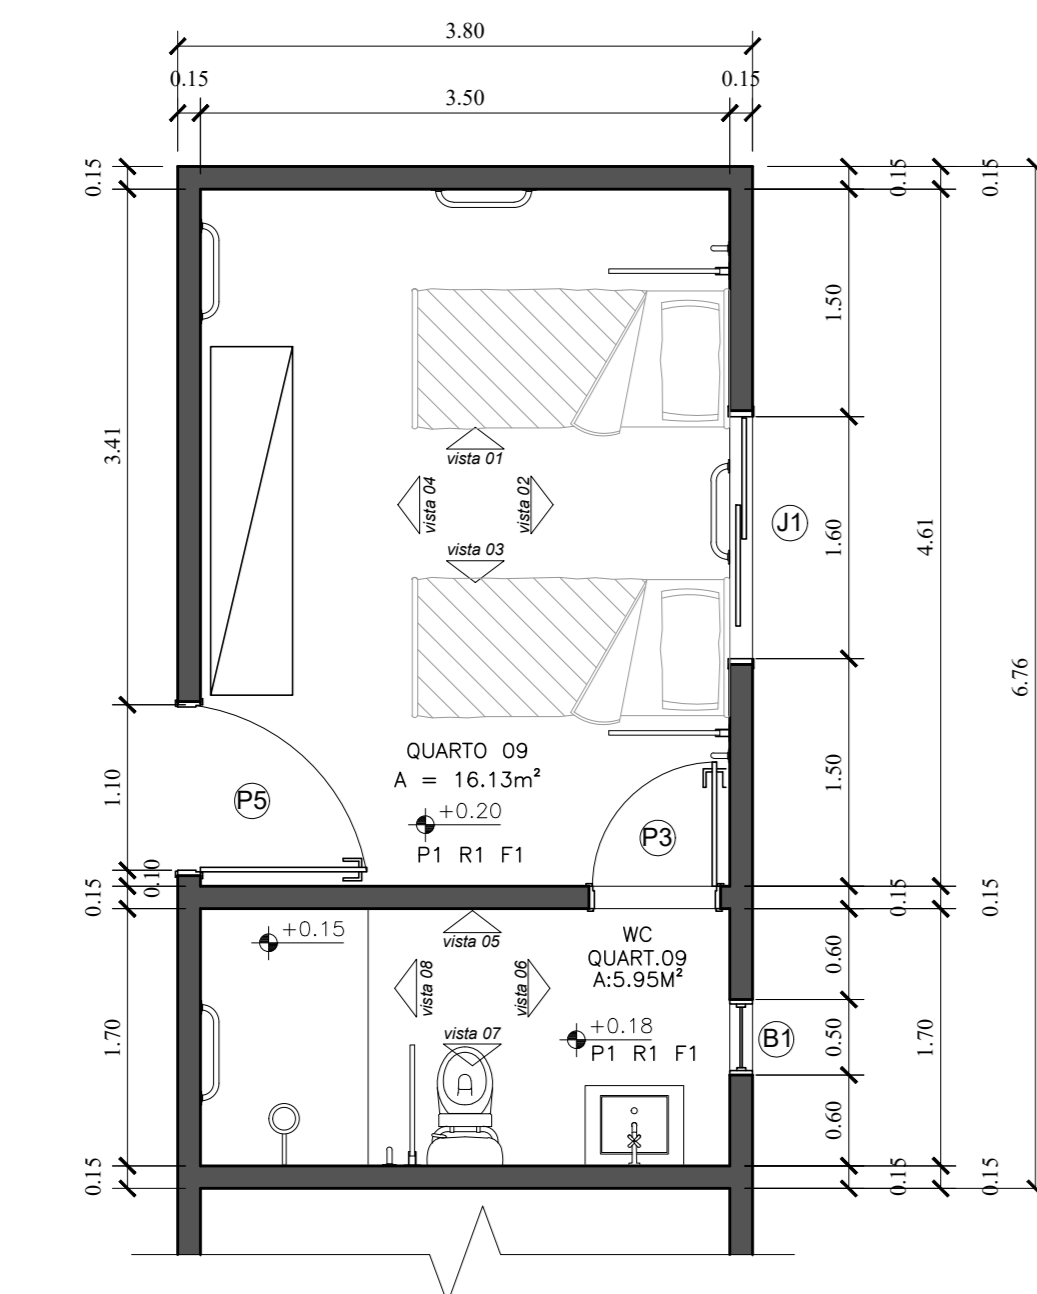 3.80
0.15
0.15
3.50
0.15
0.15
0.15
0.15
1.50
vista 01
vista 04
vista 02
3.41
J1
1.60
4.61
vista 03
6.76
QUARTO 09
A = 16.13m²
1.10
P5
1.50
+0.20
P3
P1 R1 F1
0.10
0.15
0.15
0.15
+0.15
vista 05
WC
QUART.09
A:5.95M²
0.60
vista 08
vista 06
+0.18
vista 07
P1 R1 F1
B1
1.70
0.50
1.70
0.60
0.15
0.15
0.15